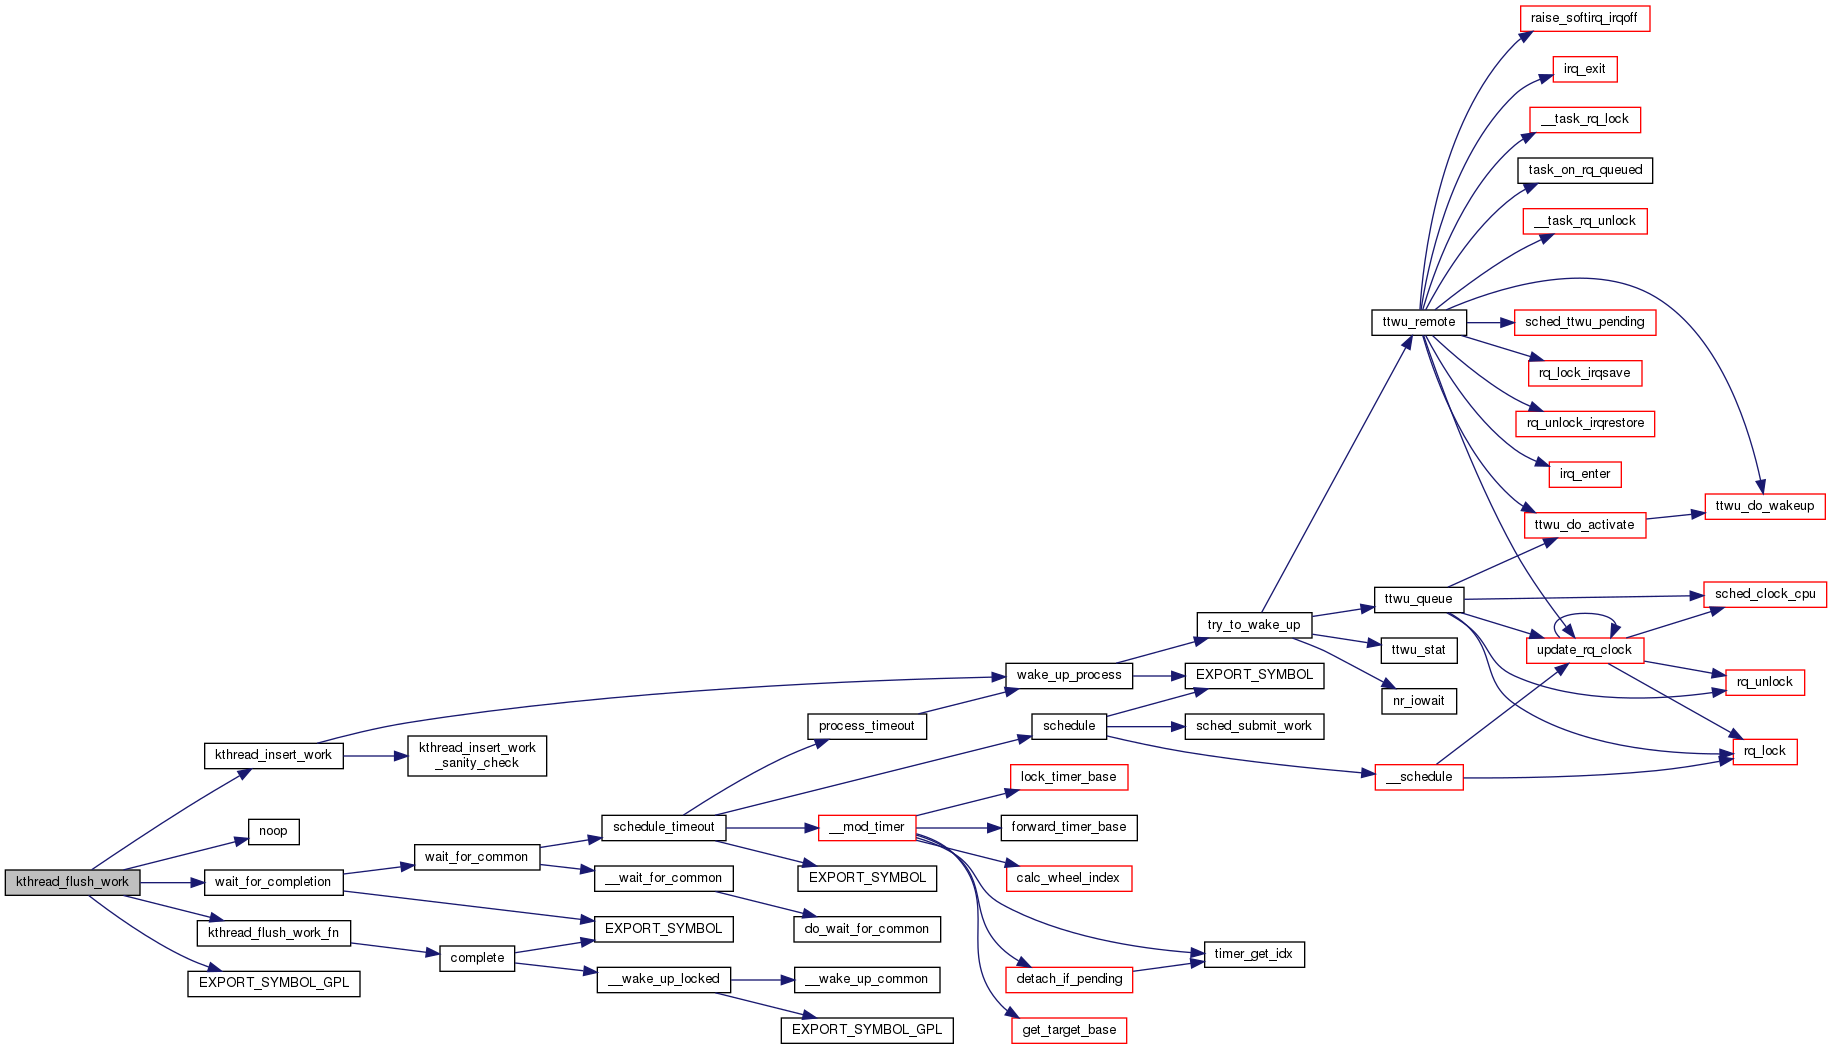 raise_softirq_irqoff
irq_exit
__task_rq_lock
task_on_rq_queued
__task_rq_unlock
ttwu_remote
sched_ttwu_pending
rq_lock_irqsave
rq_unlock_irqrestore
irq_enter
ttwu_do_wakeup
ttwu_do_activate
ttwu_queue
sched_clock_cpu
try_to_wake_up
ttwu_stat
update_rq_clock
wake_up_process
EXPORT_SYMBOL
rq_unlock
nr_iowait
process_timeout
schedule
sched_submit_work
kthread_insert_work
kthread_insert_work
_sanity_check
rq_lock
lock_timer_base
__schedule
noop
schedule_timeout
__mod_timer
forward_timer_base
wait_for_common
kthread_flush_work
wait_for_completion
__wait_for_common
EXPORT_SYMBOL
calc_wheel_index
kthread_flush_work_fn
EXPORT_SYMBOL
do_wait_for_common
complete
timer_get_idx
EXPORT_SYMBOL_GPL
__wake_up_locked
__wake_up_common
detach_if_pending
EXPORT_SYMBOL_GPL
get_target_base